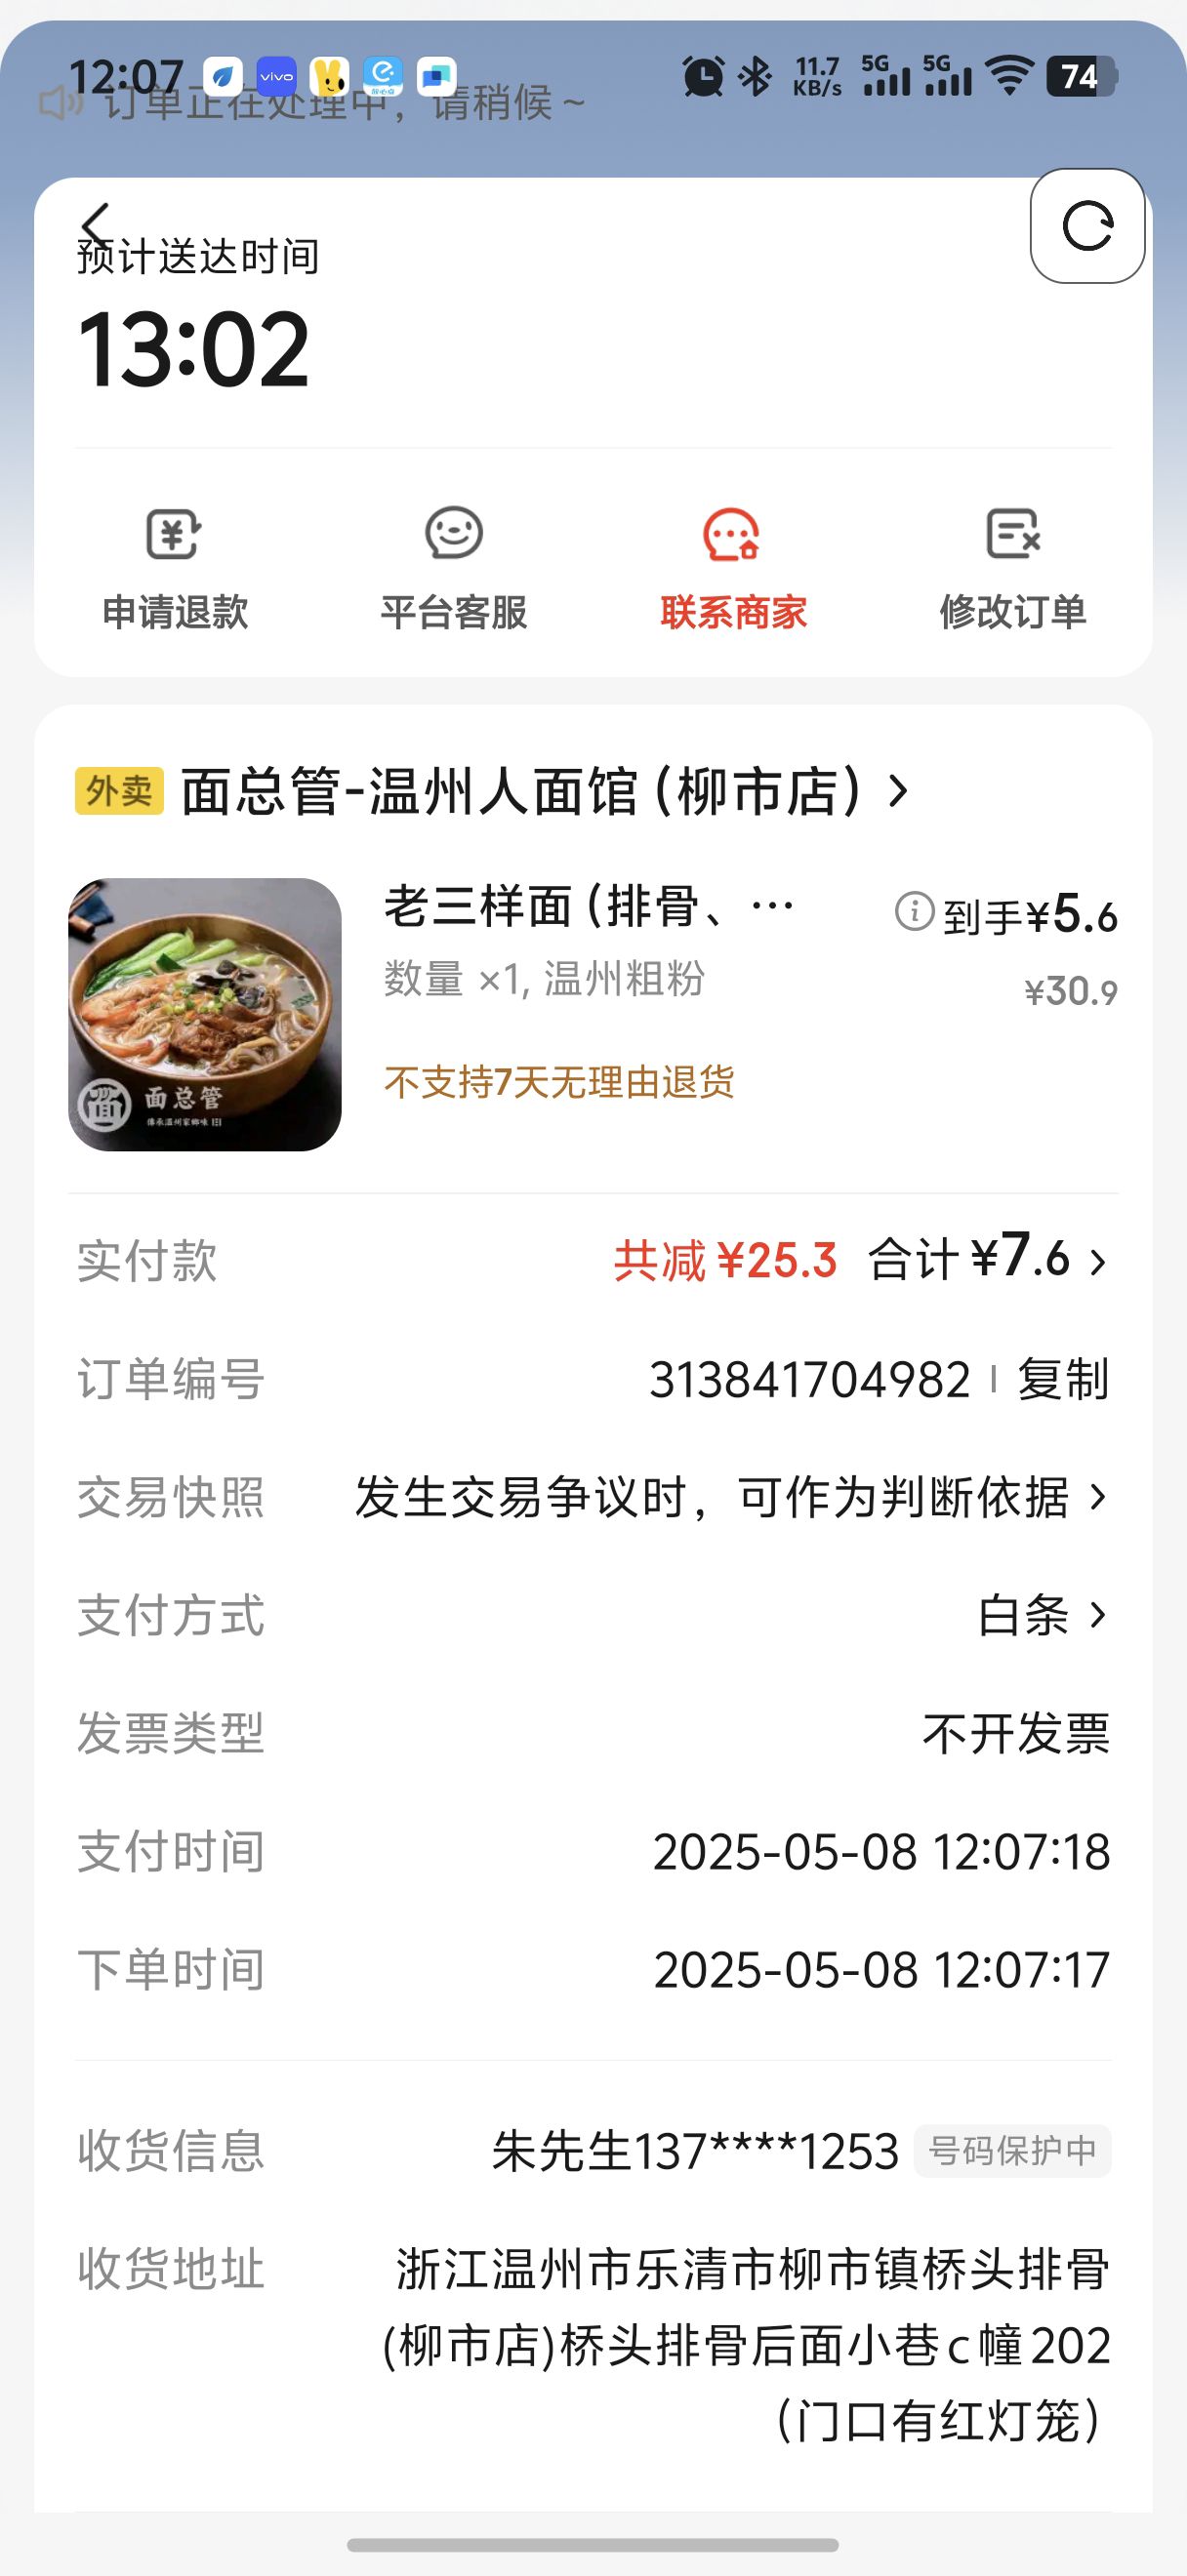 12:07
vivo
11.7
KB/s
5G
5G
74
订单正在处理中，请稍候～
预计送达时间
13:02
申请退款
平台客服
联系商家
修改订单
外卖
面总管-温州人面馆（柳市店）
老三样面（排骨、…
到手¥5.6
数量 ×1, 温州粗粉
¥30.9
不支持7天无理由退货
面总管
实付款
共减 ¥25.3 合计 ¥7.6
订单编号
313841704982 | 复制
交易快照
发生交易争议时，可作为判断依据
支付方式
白条
发票类型
不开发票
支付时间
2025-05-08 12:07:18
下单时间
2025-05-08 12:07:17
收货信息
朱先生137****1253 号码保护中
收货地址
浙江温州市乐清市柳市镇桥头排骨
(柳市店)桥头排骨后面小巷c幢202
（门口有红灯笼）